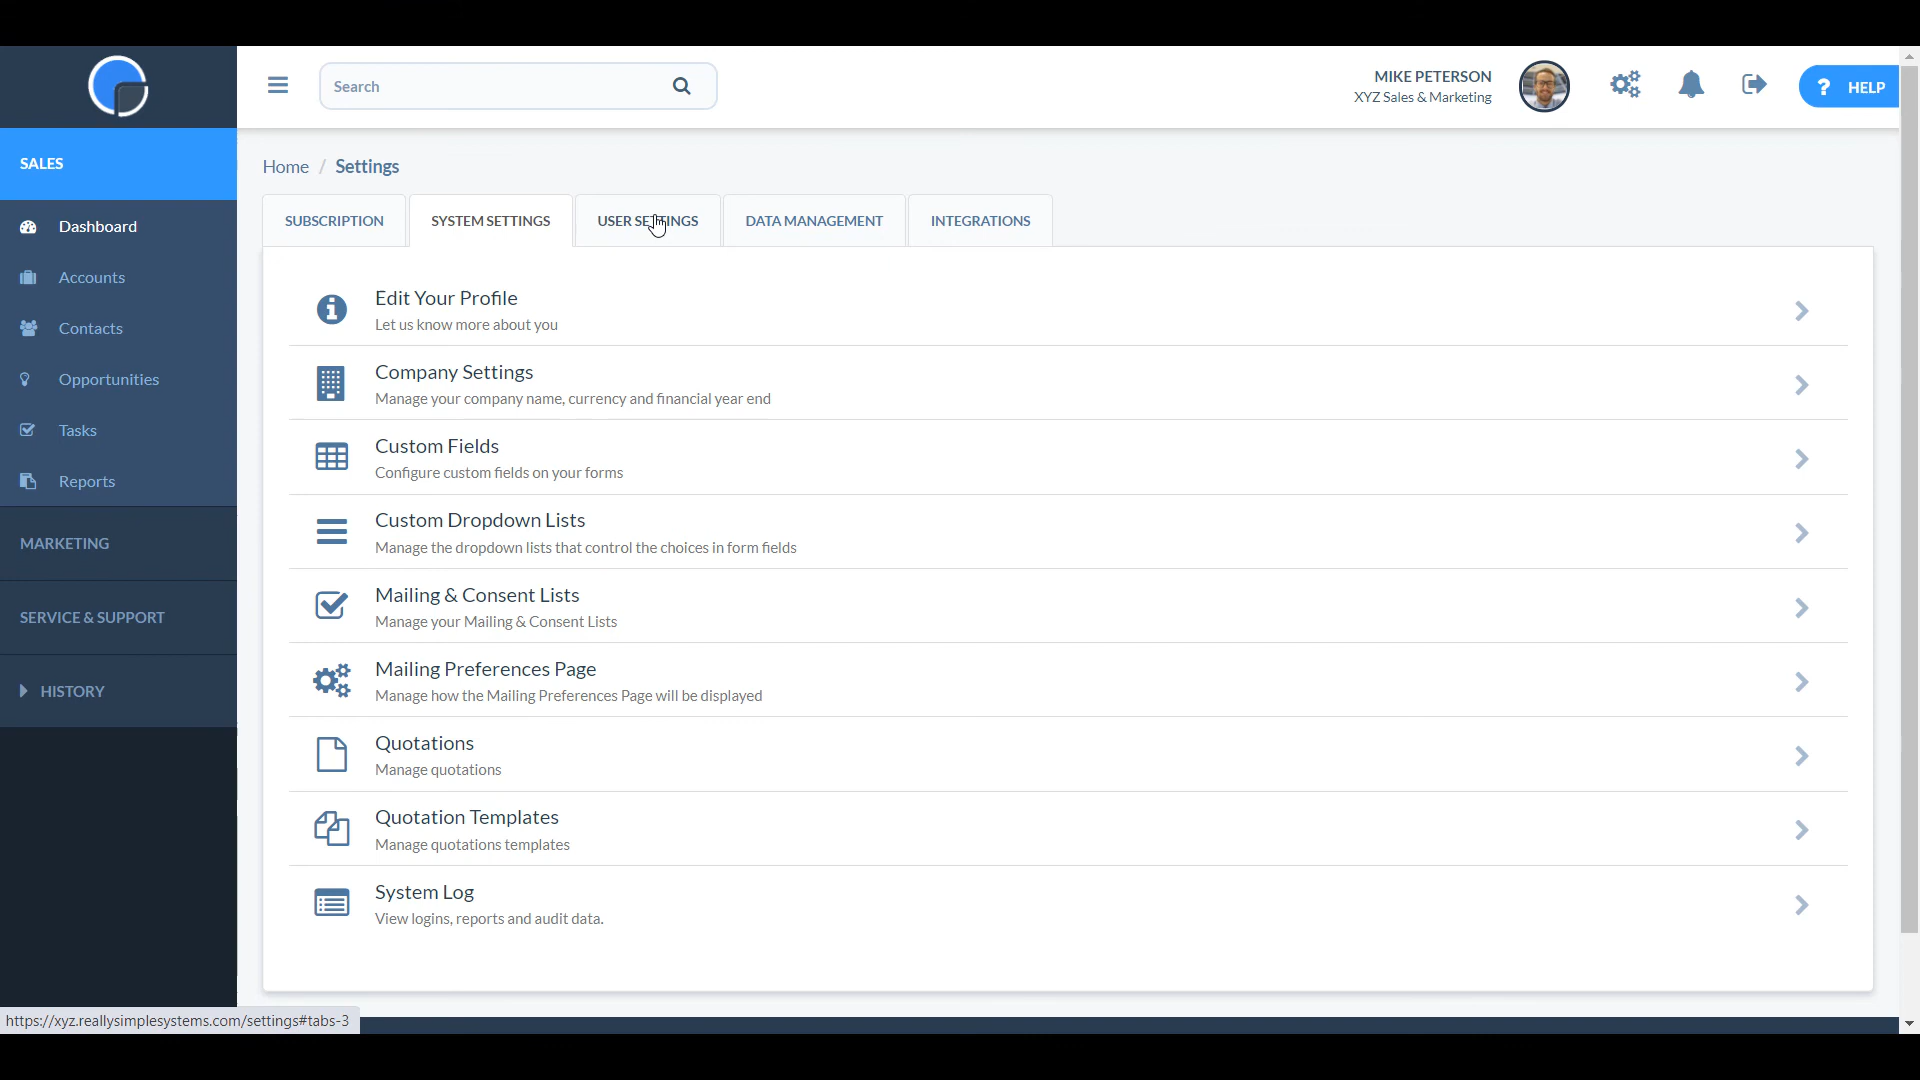 Search
MIKE PETERSON
XYZ Sales & Marketing
? HELP
SALES
Dashboard
Accounts
Contacts
Opportunities
Tasks
Reports
MARKETING
SERVICE & SUPPORT
HISTORY
Home / Settings
SUBSCRIPTION
SYSTEM SETTINGS
USER SETTINGS
DATA MANAGEMENT
INTEGRATIONS
Edit Your Profile
Let us know more about you
Company Settings
Manage your company name, currency and financial year end
Custom Fields
Configure custom fields on your forms
Custom Dropdown Lists
Manage the dropdown lists that control the choices in form fields
Mailing & Consent Lists
Manage your Mailing & Consent Lists
Mailing Preferences Page
Manage how the Mailing Preferences Page will be displayed
Quotations
Manage quotations
Quotation Templates
Manage quotations templates
System Log
View logins, reports and audit data.
https://xyz.reallysimplesystems.com/settings#tabs-3